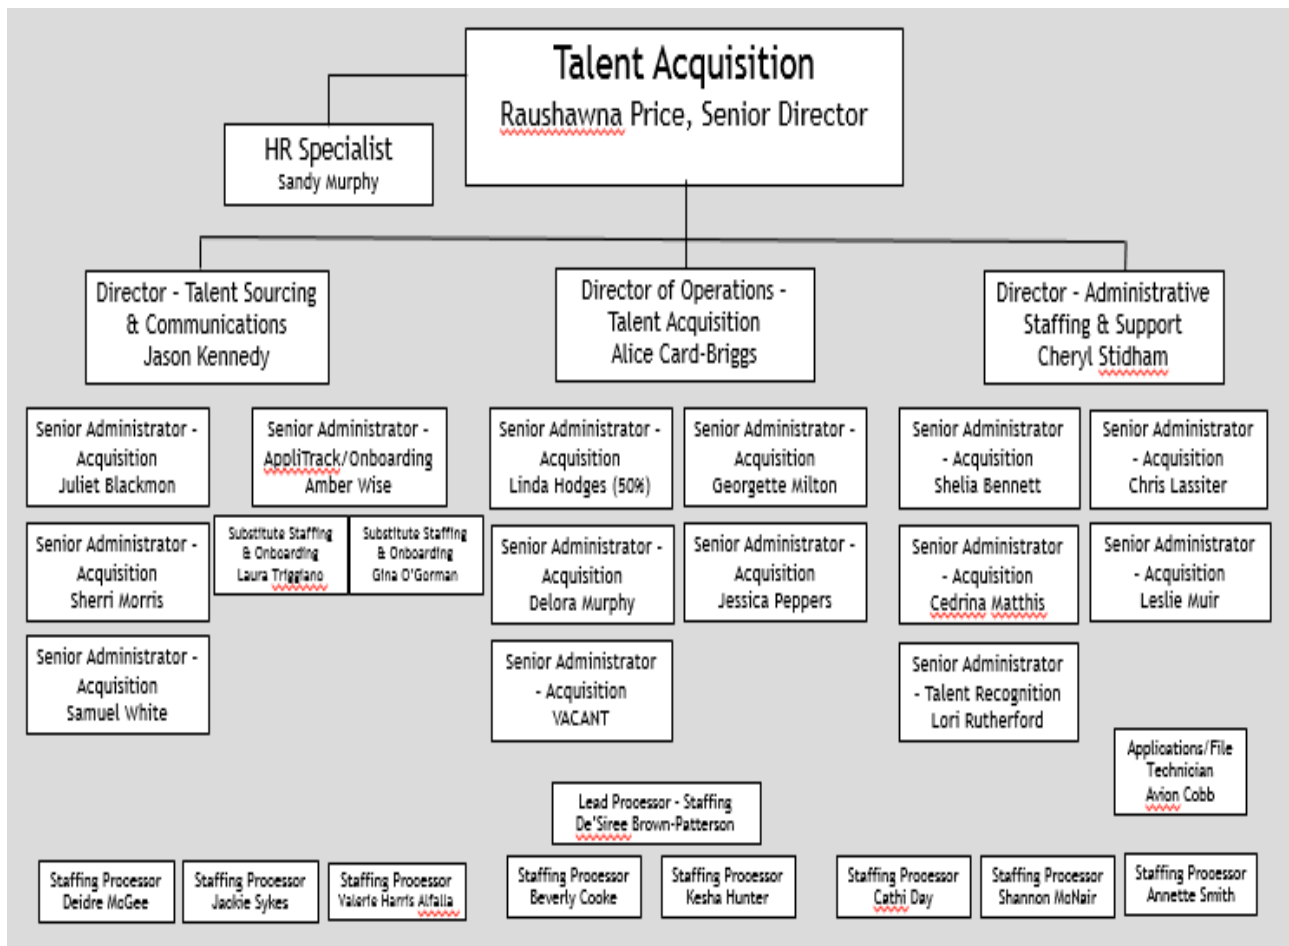 Talent Acquisition
Raushawna Price, Senior Director
HR Specialist
Sandy Murphy
Director - Talent Sourcing
& Communications
Jason Kennedy
Director of Operations -
Talent Acquisition
Alice Card-Briggs
Director - Administrative
Staffing & Support
Cheryl Stidham
Senior Administrator -
Acquisition
Juliet Blackmon
Senior Administrator -
AppliTrack/Onboarding
Amber Wise
Senior Administrator -
Acquisition
Linda Hodges (50%)
Senior Administrator -
Acquisition
Georgette Milton
Senior Administrator
- Acquisition
Shelia Bennett
Senior Administrator
- Acquisition
Chris Lassiter
Senior Administrator -
Acquisition
Sherri Morris
Substitute Staffing
& Onboarding
Laura Triggiano
Substitute Staffing
& Onboarding
Gina O'Gorman
Senior Administrator -
Acquisition
Delora Murphy
Senior Administrator -
Acquisition
Jessica Peppers
Senior Administrator
- Acquisition
Cedrina Matthis
Senior Administrator
- Acquisition
Leslie Muir
Senior Administrator -
Acquisition
Samuel White
Senior Administrator
- Acquisition
VACANT
Senior Administrator
- Talent Recognition
Lori Rutherford
Applications/File
Technician
Avion Cobb
Lead Processor - Staffing
De'Siree Brown-Patterson
Staffing Processor
Deidre McGee
Staffing Processor
Jackie Sykes
Staffing Processor
Valerie Harris Alfalla
Staffing Processor
Beverly Cooke
Staffing Processor
Kesha Hunter
Staffing Processor
Cathi Day
Staffing Processor
Shannon McNair
Staffing Processor
Annette Smith